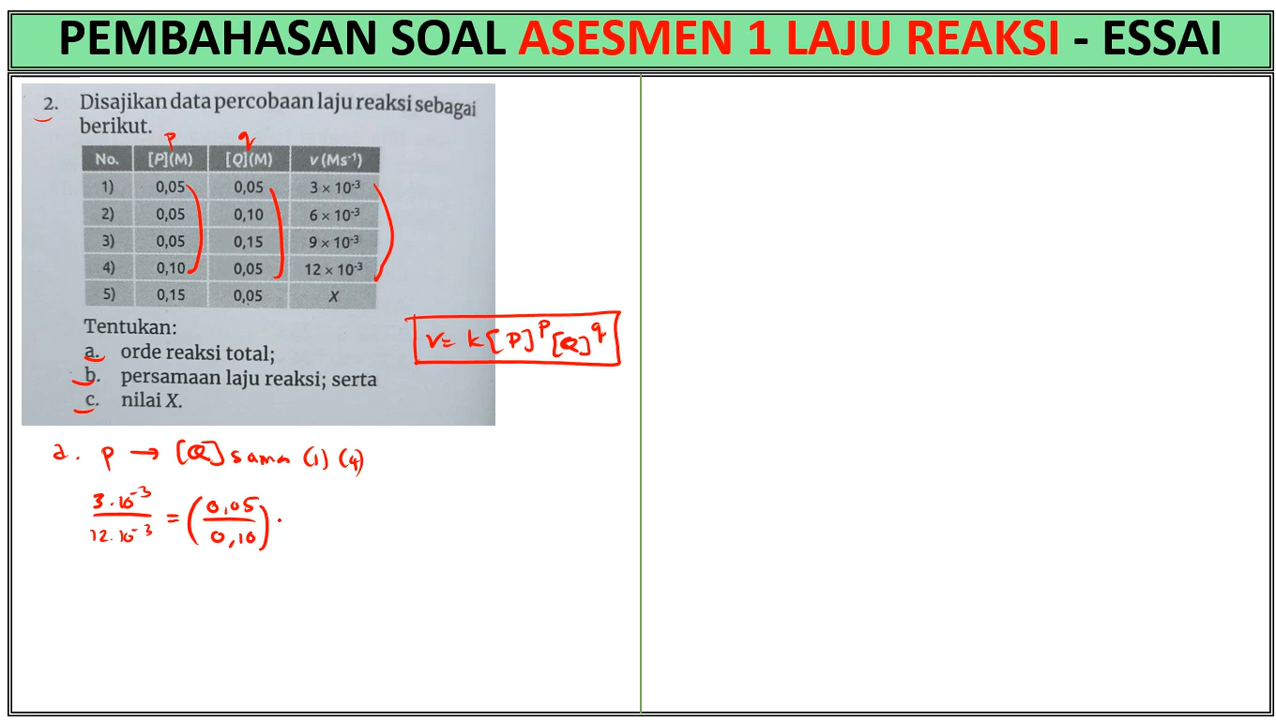 PEMBAHASAN SOAL ASESMEN 1 LAJU REAKSI - ESSAI
2. Disajikan data percobaan laju reaksi sebagai
berikut.
p q
No. [P](M) [Q](M) v (Ms⁻¹)
1) 0,05 0,05 3 × 10⁻³
2) 0,05 0,10 6 × 10⁻³
3) 0,05 0,15 9 × 10⁻³
4) 0,10 0,05 12 × 10⁻³
5) 0,15 0,05 X
Tentukan:
a. orde reaksi total;
b. persamaan laju reaksi; serta
c. nilai X.
v = k [P]^p [Q]^q
a. p → [Q] sama (1) (4)
3 . 10⁻³ / 12 . 10⁻³ = (0,05 / 0,10) .